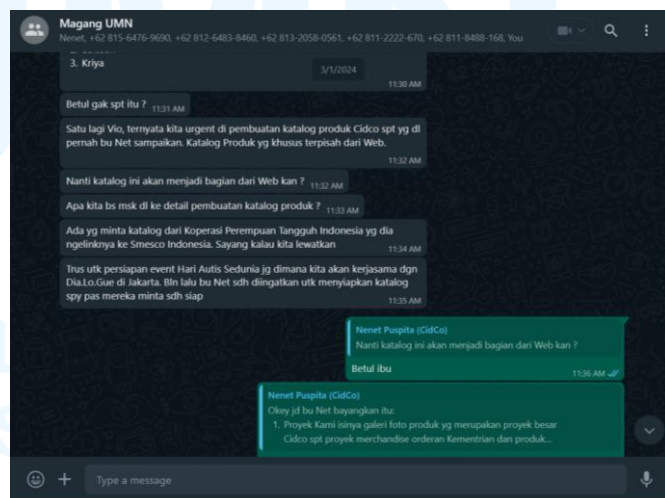 Magang UMN
Nenet, +62 815-6476-9690, +62 812-6483-8460, +62 813-2058-0561, +62 811-2222-670, +62 811-8488-168, You
3. Kriya
3/1/2024
11:30 AM
Betul gak spt itu ? 11:31 AM
Satu lagi Vio, ternyata kita urgent di pembuatan katalog produk Cidco spt yg dl
pernah bu Net sampaikan. Katalog Produk yg khusus terpisah dari Web.
11:32 AM
Nanti katalog ini akan menjadi bagian dari Web kan ? 11:32 AM
Apa kita bs msk dl ke detail pembuatan katalog produk ? 11:33 AM
Ada yg minta katalog dari Koperasi Perempuan Tangguh Indonesia yg dia
ngelinknya ke Smesco Indonesia. Sayang kalau kita lewatkan
11:34 AM
Trus utk persiapan event Hari Autis Sedunia jg dimana kita akan kerjasama dgn
Dia.Lo.Gue di Jakarta. Bln lalu bu Net sdh diingatkan utk menyiapkan katalog
spy pas mereka minta sdh siap
11:35 AM
Nenet Puspita (CidCo)
Nanti katalog ini akan menjadi bagian dari Web kan ?
Betul ibu
11:36 AM
Nenet Puspita (CidCo)
Okey jd bu Net bayangkan itu:
1. Proyek Kami isinya galeri foto produk yg merupakan proyek besar
Cidco spt proyek merchandise orderan Kementrian dan produk...
Type a message